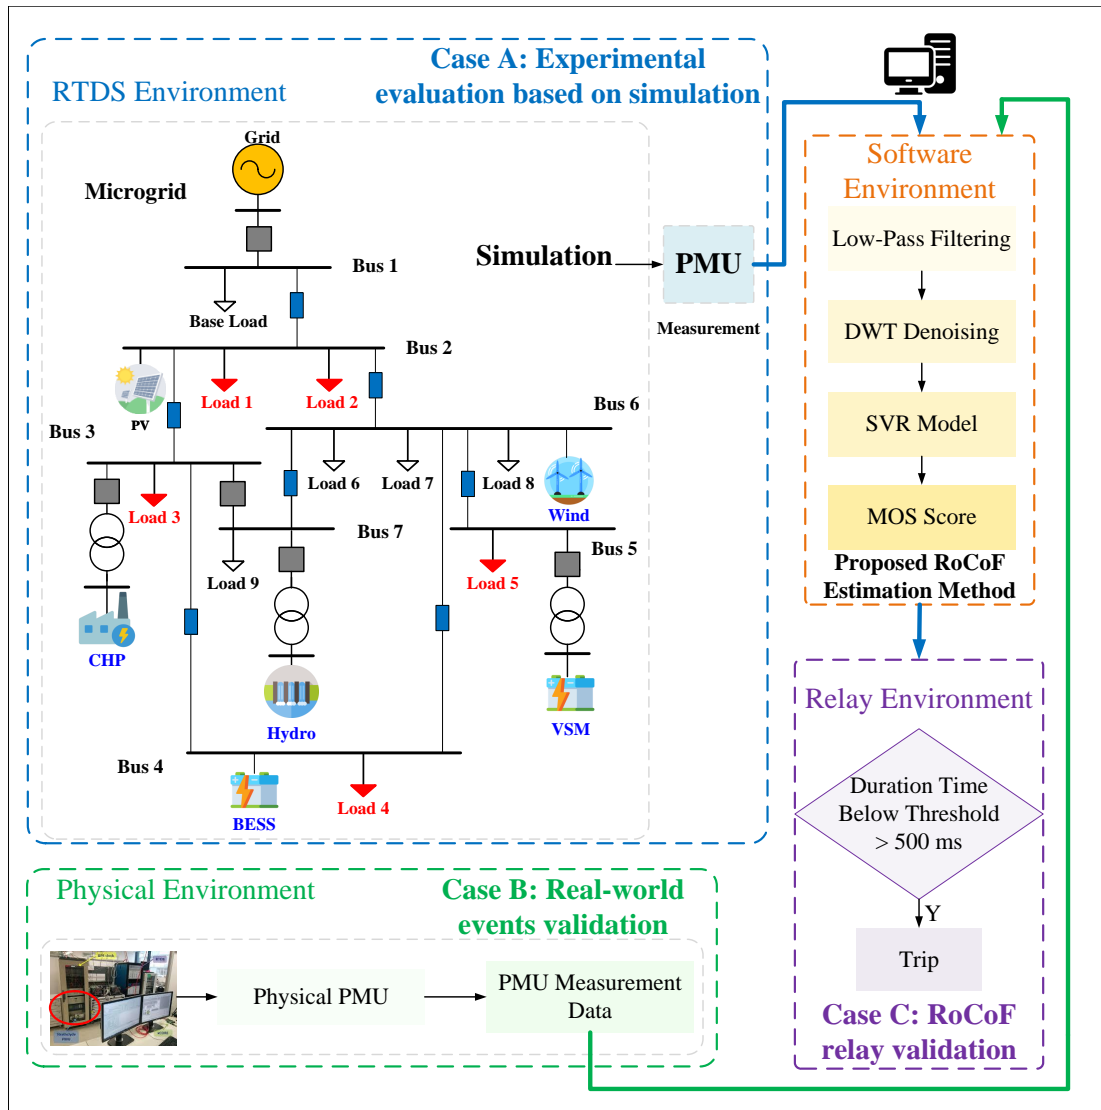 RTDS Environment
Case A: Experimental
evaluation based on simulation
Grid
Microgrid
Bus 1
Base Load
Simulation
PMU
Measurement
Bus 2
PV
Load 1
Load 2
Bus 3
Bus 6
Load 3
Load 6
Load 7
Load 8
Wind
Bus 7
Load 9
Bus 5
Load 5
CHP
Hydro
VSM
Bus 4
BESS
Load 4
Software
Environment
Low-Pass Filtering
DWT Denoising
SVR Model
MOS Score
Proposed RoCoF
Estimation Method
Relay Environment
Duration Time
Below Threshold
> 500 ms
Y
Trip
Case C: RoCoF
relay validation
Physical Environment
Case B: Real-world
events validation
Physical PMU
PMU Measurement
Data